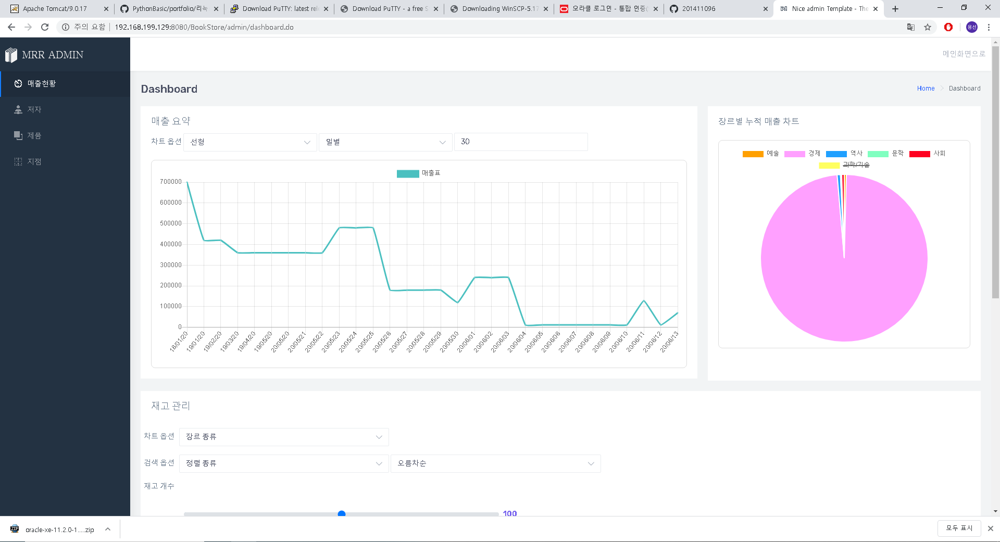 Apache Tomcat/9.0.17
PythonBasic/portfolio/리눅
Download PuTTY: latest rel
Download PuTTY - a free S
Downloading WinSCP-5.17
오라클 로그인 - 통합 인증(
201411096
Nice admin Template - The
주의 요함
192.168.199.129:8080/BookStore/admin/dashboard.do
용선
MRR ADMIN
메인화면으로
매출현황
저자
제품
지점
Dashboard
Home > Dashboard
매출 요약
차트 옵션 선형 일별 30
매출표
700000
600000
500000
400000
300000
200000
100000
0
18/01/20 19/01/20 19/02/20 19/03/20 19/04/20 19/05/20 20/05/20 20/05/21 20/05/22 20/05/23 20/05/24 20/05/25 20/05/26 20/05/27 20/05/28 20/05/29 20/05/30 20/06/01 20/06/02 20/06/03 20/06/04 20/06/05 20/06/06 20/06/07 20/06/08 20/06/09 20/06/10 20/06/11 20/06/12 20/06/13
장르별 누적 매출 차트
예술 경제 역사 문학 사회
과학/기술
재고 관리
차트 옵션 장르 종류
검색 옵션 정렬 종류 오름차순
재고 개수
100
ZIP
oracle-xe-11.2.0-1.....zip
모두 표시